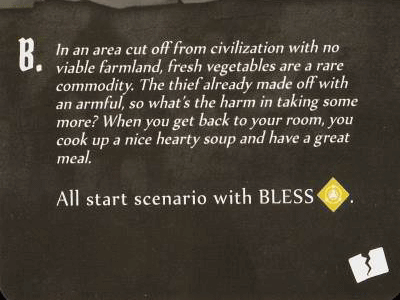 B. In an area cut off from civilization with no
viable farmland, fresh vegetables are a rare
commodity. The thief already made off with
an armful, so what's the harm in taking some
more? When you get back to your room, you
cook up a nice hearty soup and have a great
meal.
All start scenario with BLESS.